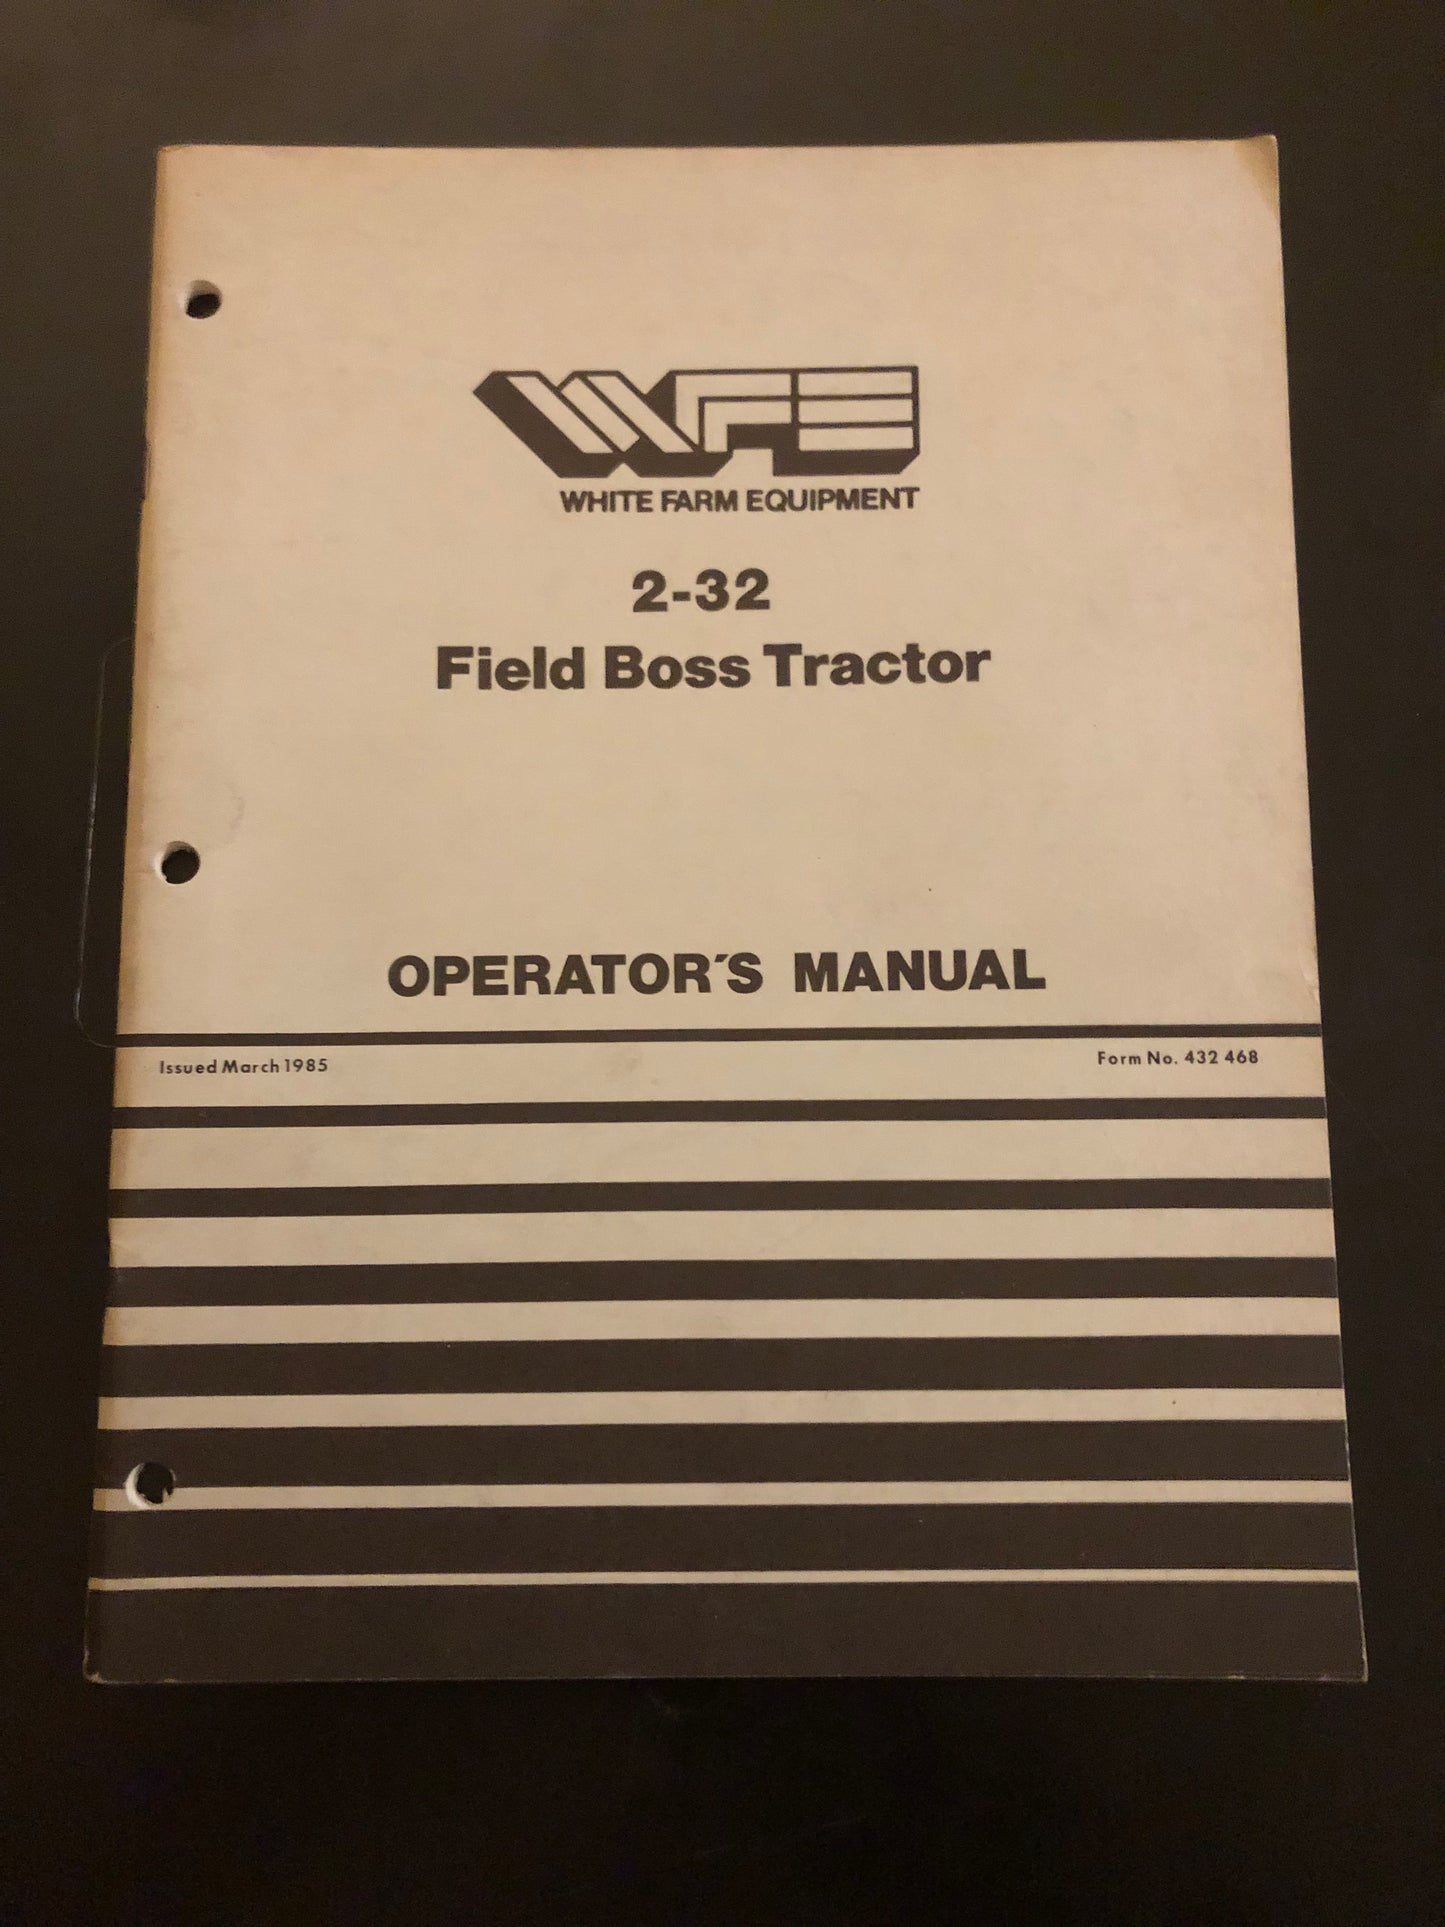 WFE
WHITE FARM EQUIPMENT
2-32
Field Boss Tractor
OPERATOR'S MANUAL
Issued March 1985
Form No. 432 468